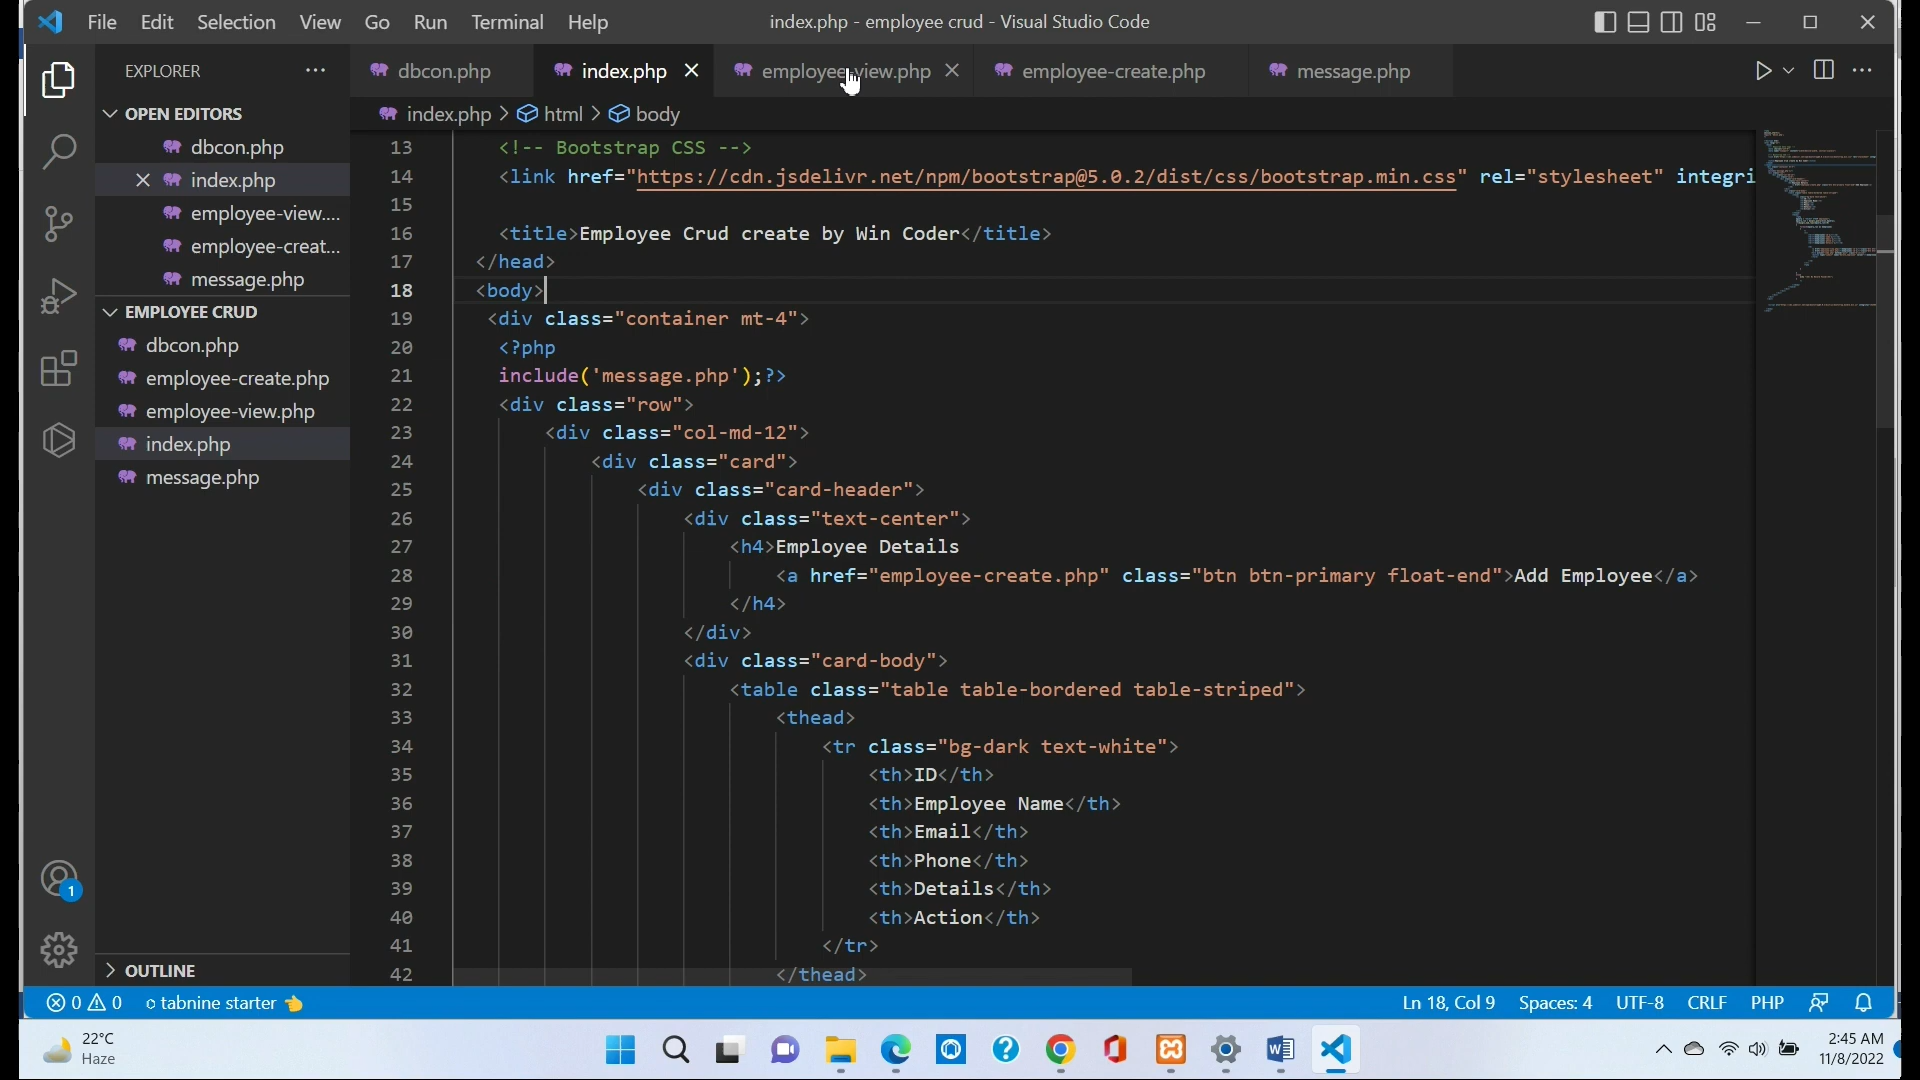 File Edit Selection View Go Run Terminal Help
index.php - employee crud - Visual Studio Code
EXPLORER
dbcon.php
index.php
employee-view.php
employee-create.php
message.php
OPEN EDITORS
dbcon.php
index.php
employee-view....
employee-creat...
message.php
EMPLOYEE CRUD
dbcon.php
employee-create.php
employee-view.php
index.php
message.php
OUTLINE
index.php > html > body
13 <!-- Bootstrap CSS -->
14 <link href="https://cdn.jsdelivr.net/npm/bootstrap@5.0.2/dist/css/bootstrap.min.css" rel="stylesheet" integri
15
16 <title>Employee Crud create by Win Coder</title>
17 </head>
18 <body>
19 <div class="container mt-4">
20 <?php
21 include('message.php');?>
22 <div class="row">
23 <div class="col-md-12">
24 <div class="card">
25 <div class="card-header">
26 <div class="text-center">
27 <h4>Employee Details
28 <a href="employee-create.php" class="btn btn-primary float-end">Add Employee</a>
29 </h4>
30 </div>
31 <div class="card-body">
32 <table class="table table-bordered table-striped">
33 <thead>
34 <tr class="bg-dark text-white">
35 <th>ID</th>
36 <th>Employee Name</th>
37 <th>Email</th>
38 <th>Phone</th>
39 <th>Details</th>
40 <th>Action</th>
41 </tr>
42 </thead>
1
0 0 tabnine starter
Ln 18, Col 9 Spaces: 4 UTF-8 CRLF PHP
22°C
Haze
2:45 AM
11/8/2022